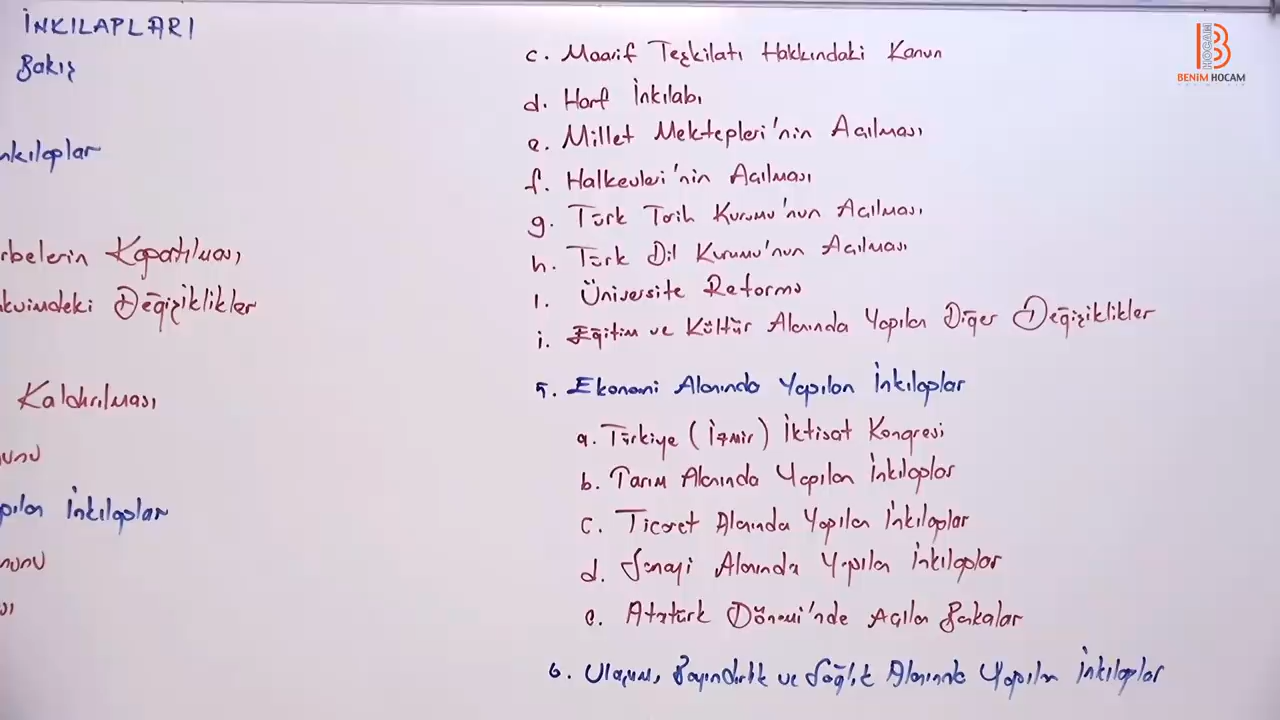 İNKILAPLARI
Bakış
nkılaplar
rbelerin Kapatılması
kvimdeki Değişiklikler
Kaldırılması
unu
pılan İnkılaplar
nunu
sı
c. Maarif Teşkilatı Hakkındaki Kanun
d. Harf İnkılabı
e. Millet Mektepleri'nin Açılması
f. Halkevleri'nin Açılması
g. Türk Tarih Kurumu'nun Açılması
h. Türk Dil Kurumu'nun Açılması
ı. Üniversite Reformu
i. Eğitim ve Kültür Alanında Yapılan Diğer Değişiklikler
5. Ekonomi Alanında Yapılan İnkılaplar
a. Türkiye (İzmir) İktisat Kongresi
b. Tarım Alanında Yapılan İnkılaplar
c. Ticaret Alanında Yapılan İnkılaplar
d. Sanayi Alanında Yapılan İnkılaplar
e. Atatürk Dönemi'nde Açılan Bakalar
6. Ulaşım, Bayındırlık ve Sağlık Alanında Yapılan İnkılaplar
HOCAM
BENİM HOCAM